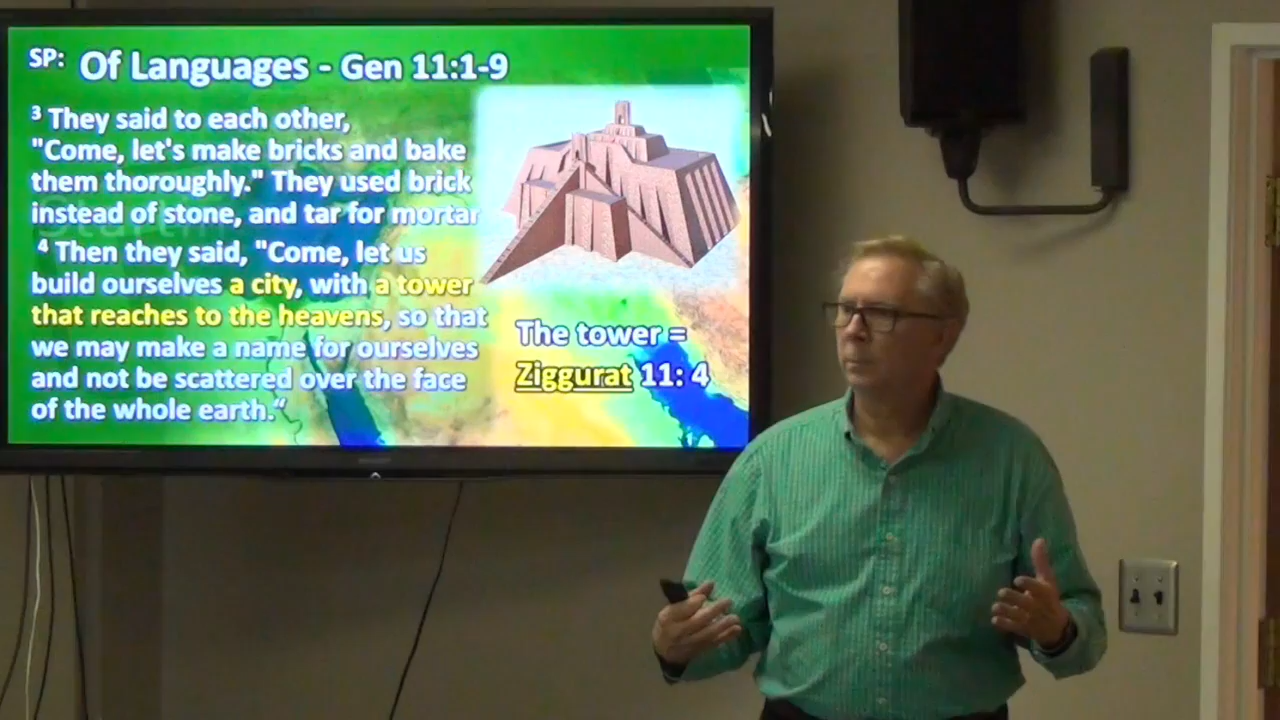 SP: Of Languages - Gen 11:1-9
3 They said to each other,
"Come, let's make bricks and bake
them thoroughly." They used brick
instead of stone, and tar for mortar
4 Then they said, "Come, let us
build ourselves a city, with a tower
that reaches to the heavens, so that
we may make a name for ourselves
and not be scattered over the face
of the whole earth.“
The tower =
Ziggurat 11: 4